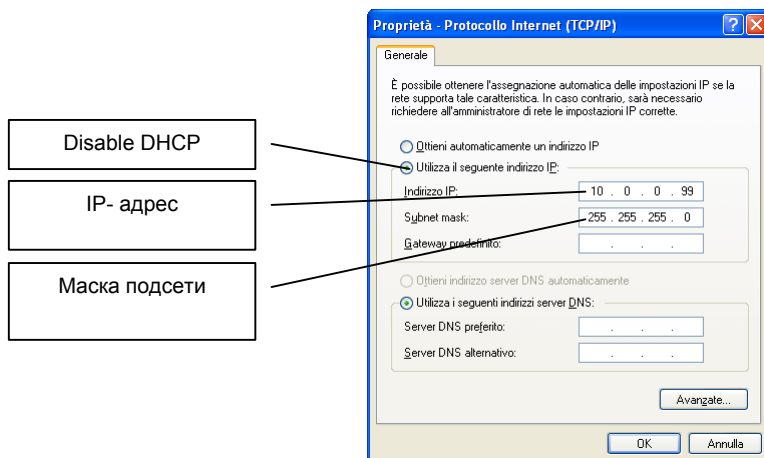 Proprietà - Protocollo Internet (TCP/IP)
Generale
È possibile ottenere l'assegnazione automatica delle impostazioni IP se la
rete supporta tale caratteristica. In caso contrario, sarà necessario
richiedere all'amministratore di rete le impostazioni IP corrette.
Disable DHCP
Ottieni automaticamente un indirizzo IP
Utilizza il seguente indirizzo IP:
IP- адрес
Indirizzo IP: 10 . 0 . 0 . 99
Subnet mask: 255 . 255 . 255 . 0
Gateway predefinito: . . .
Маска подсети
Ottieni indirizzo server DNS automaticamente
Utilizza i seguenti indirizzi server DNS:
Server DNS preferito: . . .
Server DNS alternativo: . . .
Avanzate...
OK Annulla